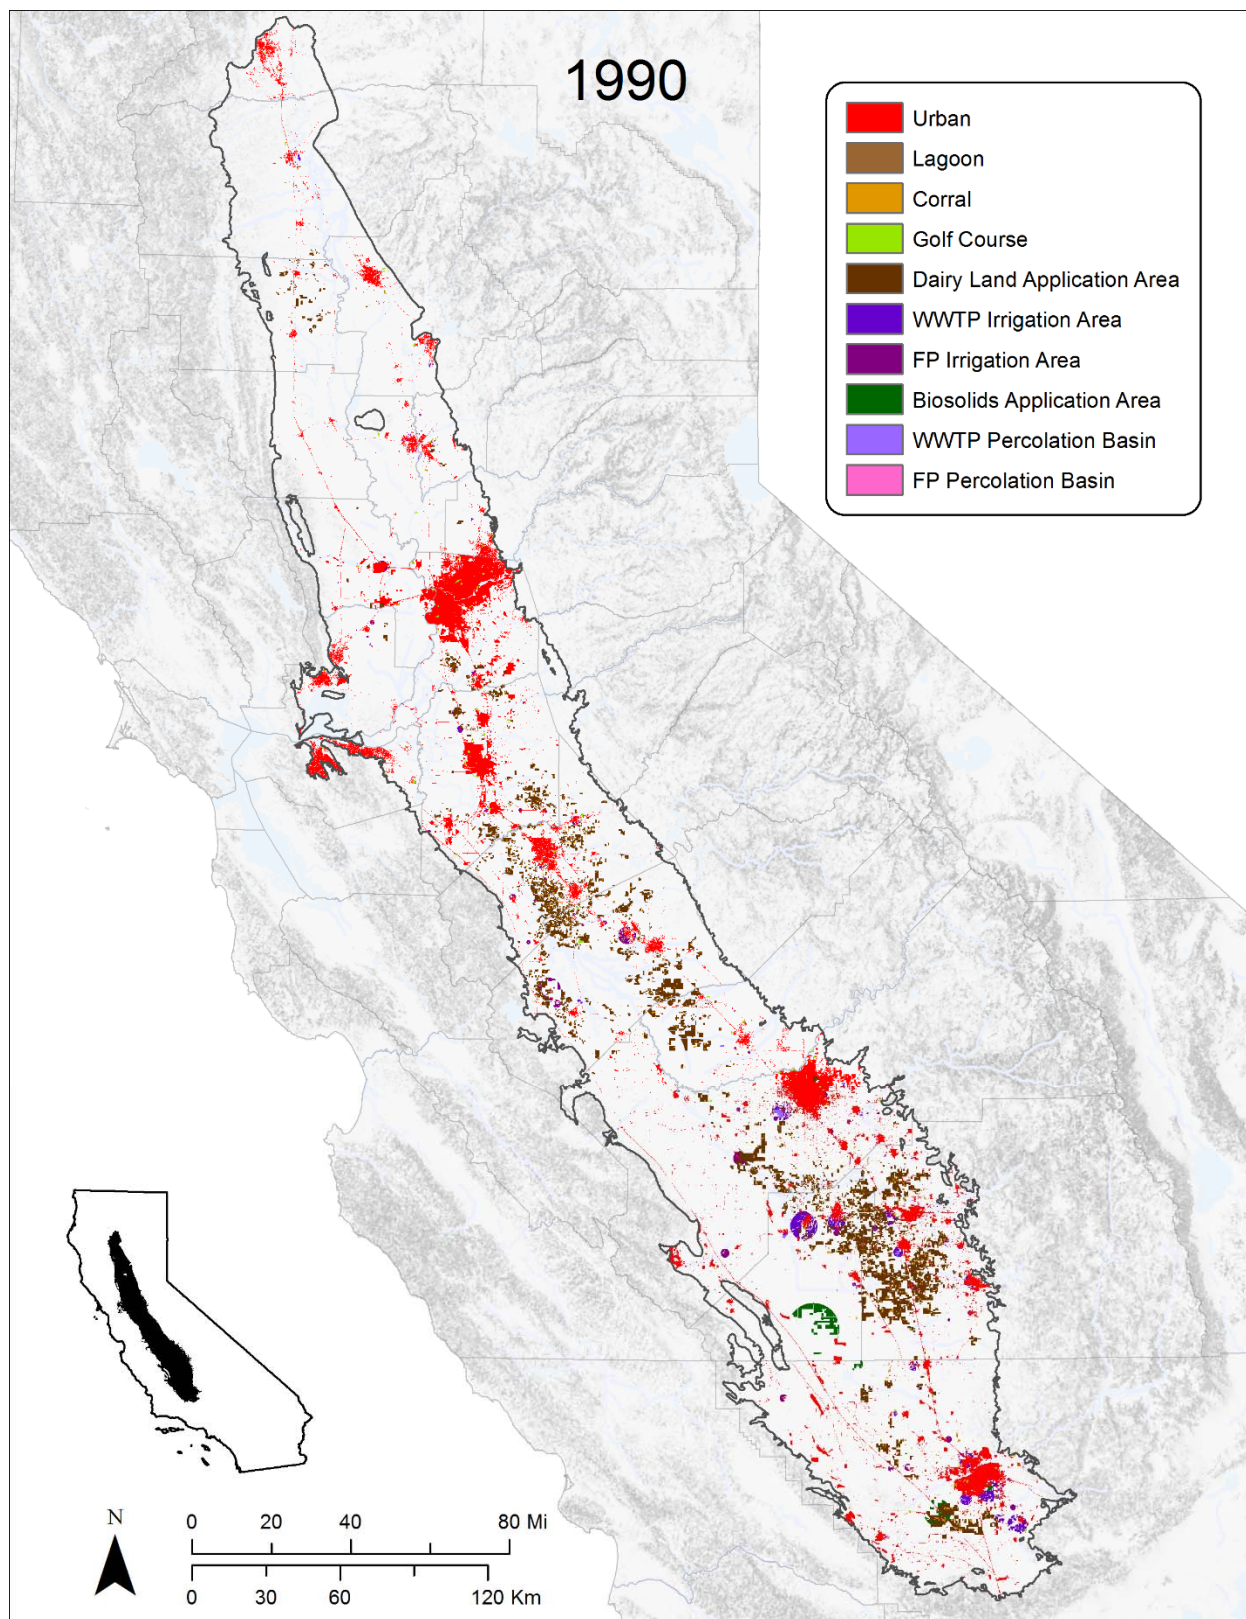 1990
Urban
Lagoon
Corral
Golf Course
Dairy Land Application Area
WWTP Irrigation Area
FP Irrigation Area
Biosolids Application Area
WWTP Percolation Basin
FP Percolation Basin
N
0 20 40 80 Mi
0 30 60 120 Km